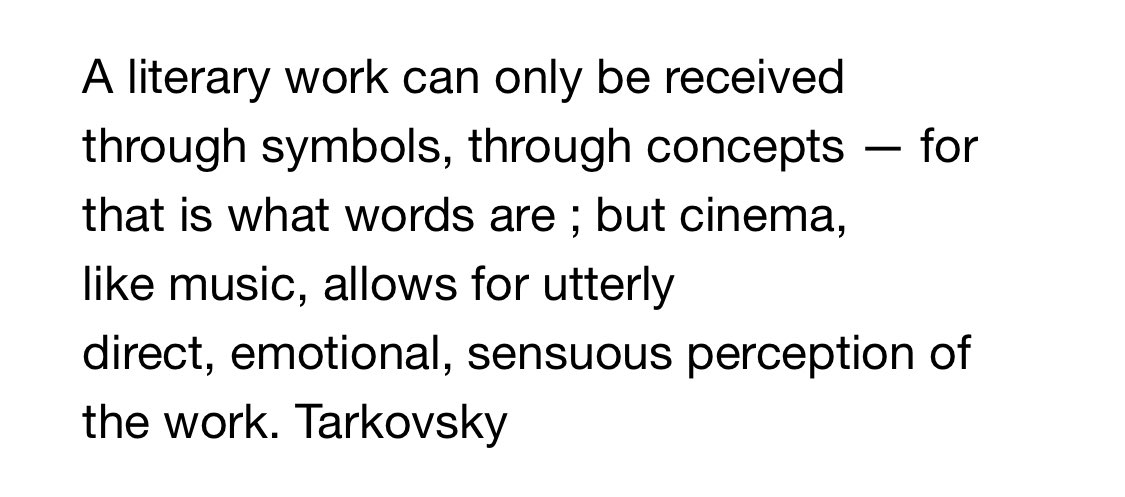 A literary work can only be received
through symbols, through concepts — for
that is what words are ; but cinema,
like music, allows for utterly
direct, emotional, sensuous perception of
the work. Tarkovsky